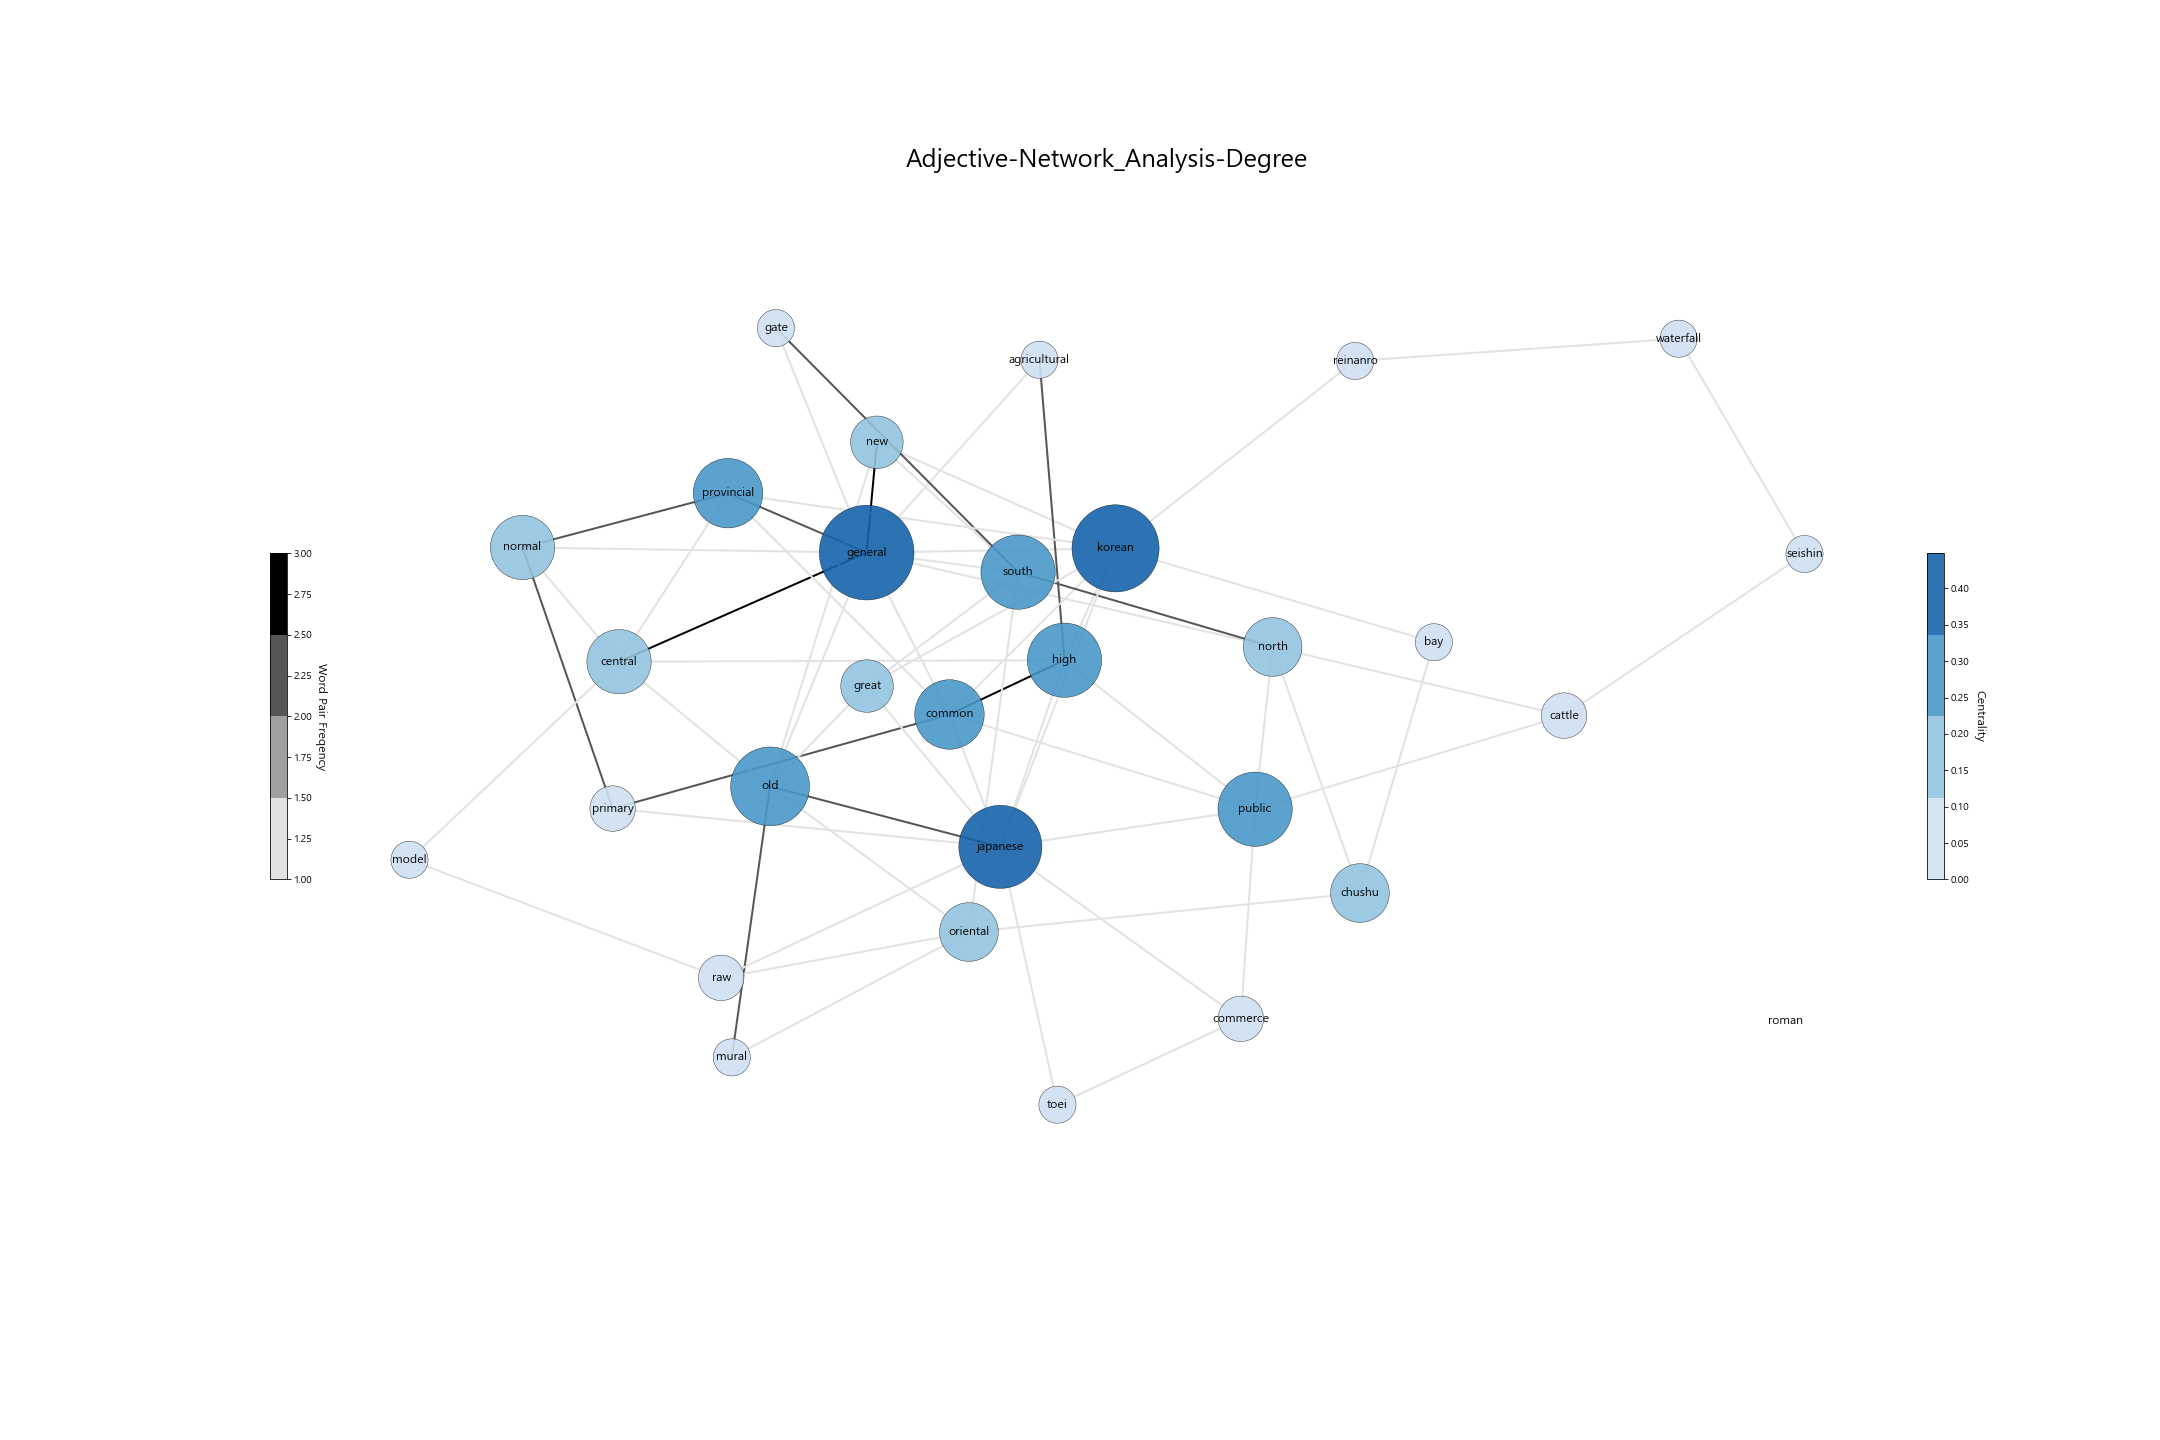 Adjective-Network_Analysis-Degree
gate
agricultural
reinanro
waterfall
new
provincial
normal
general
korean
south
seishin
bay
north
high
central
great
common
cattle
old
primary
public
japanese
model
chushu
oriental
raw
commerce
roman
mural
toei
3.00
2.75
2.50
2.25
2.00
1.75
1.50
1.25
1.00
Word Pair Freqency
0.40
0.35
0.30
0.25
0.20
0.15
0.10
0.05
0.00
Centrality